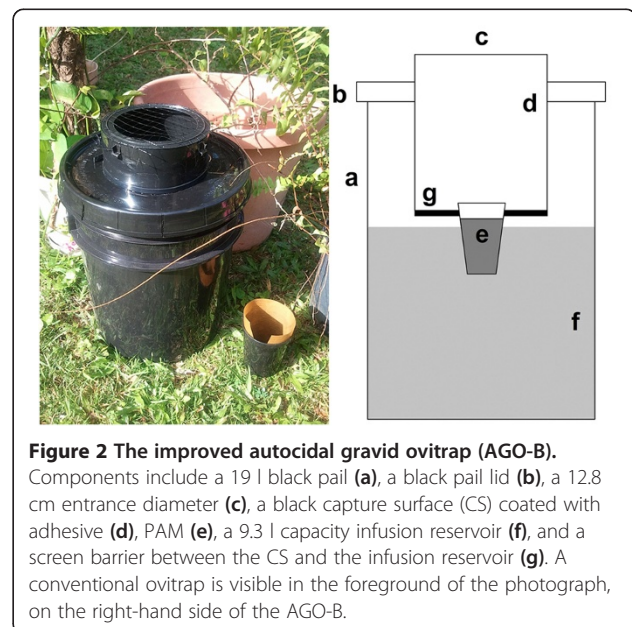 c
b
d
a
g
e
f
Figure 2 The improved autocidal gravid ovitrap (AGO-B).
Components include a 19 l black pail (a), a black pail lid (b), a 12.8
cm entrance diameter (c), a black capture surface (CS) coated with
adhesive (d), PAM (e), a 9.3 l capacity infusion reservoir (f), and a
screen barrier between the CS and the infusion reservoir (g). A
conventional ovitrap is visible in the foreground of the photograph,
on the right-hand side of the AGO-B.